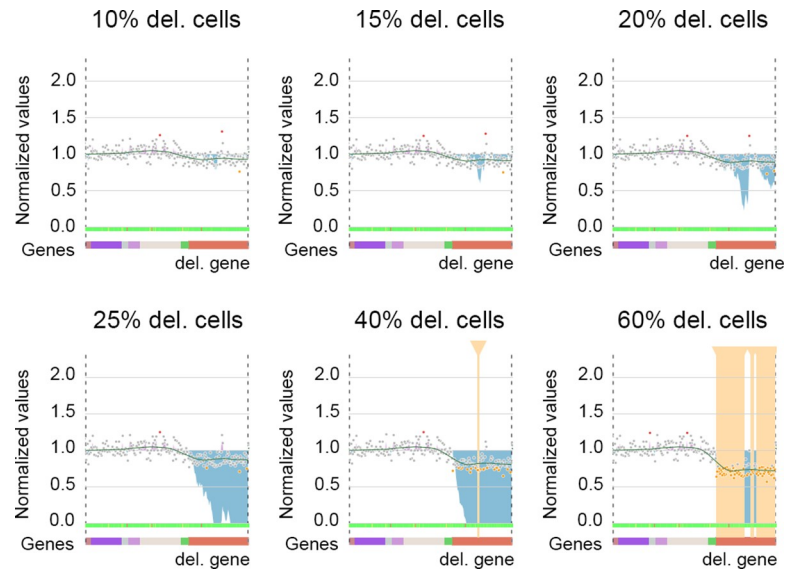 10% del. cells
15% del. cells
20% del. cells
Normalized values
2.0
1.5
1.0
0.5
0.0
Genes
del. gene
Normalized values
2.0
1.5
1.0
0.5
0.0
Genes
del. gene
Normalized values
2.0
1.5
1.0
0.5
0.0
Genes
del. gene
25% del. cells
40% del. cells
60% del. cells
Normalized values
2.0
1.5
1.0
0.5
0.0
Genes
del. gene
Normalized values
2.0
1.5
1.0
0.5
0.0
Genes
del. gene
Normalized values
2.0
1.5
1.0
0.5
0.0
Genes
del. gene